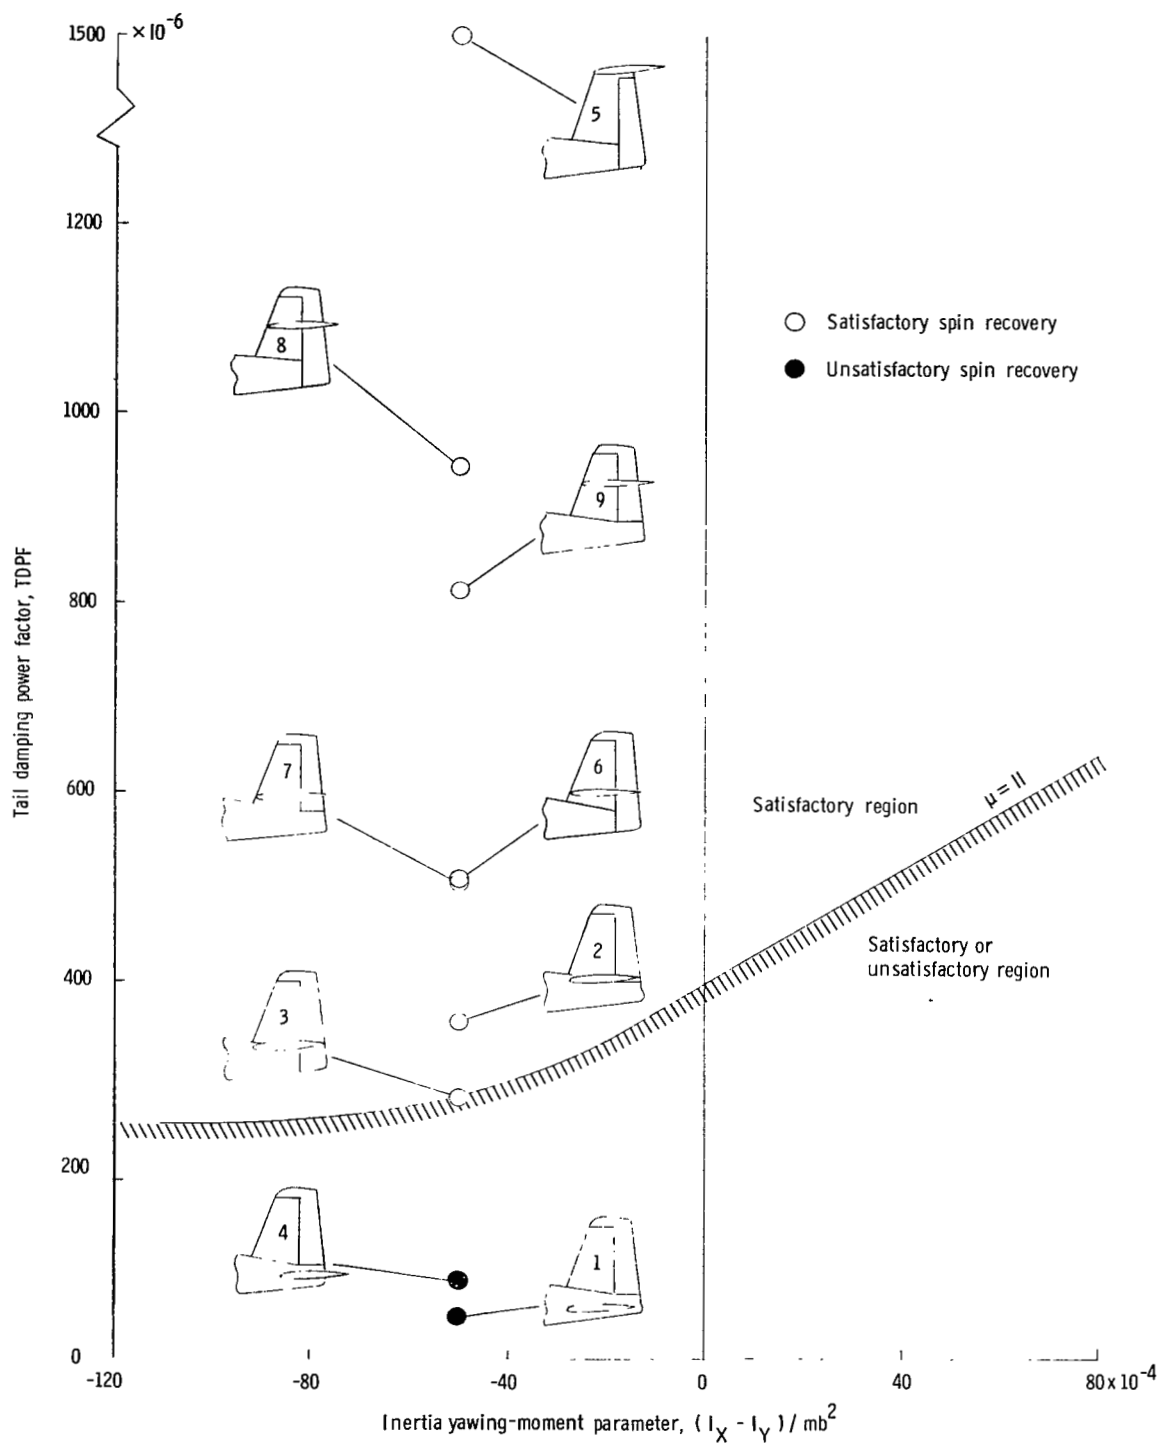 1500 × 10^-6
5
1200
Satisfactory spin recovery
8
Unsatisfactory spin recovery
1000
9
800
Tail damping power factor, TDPF
7
6
600
Satisfactory region
μ = 11
2
Satisfactory or
unsatisfactory region
400
3
200
4
1
0
-120 -80 -40 0 40 80 x 10^-4
Inertia yawing-moment parameter, (I_X - I_Y) / mb^2